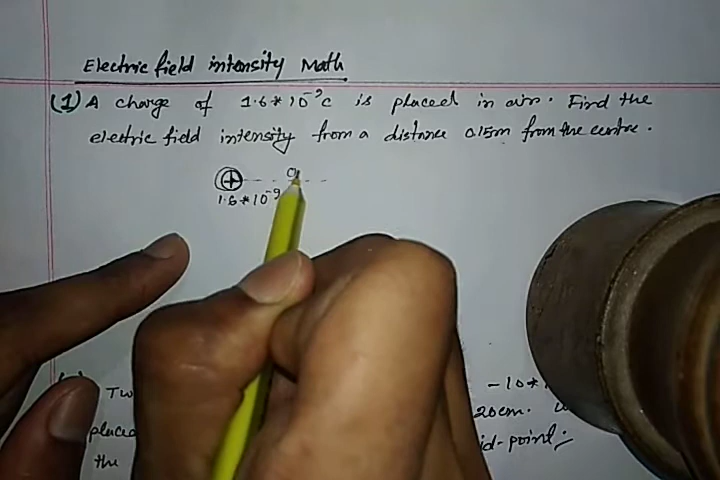 Electric field intensity Math
(1) A charge of 1.6*10⁻⁹c is placed in air. Find the
electric field intensity from a distance 0.15m from the centre.
+
1.6*10⁻⁹
Tw -10*
place 20cm.
the id-point:-